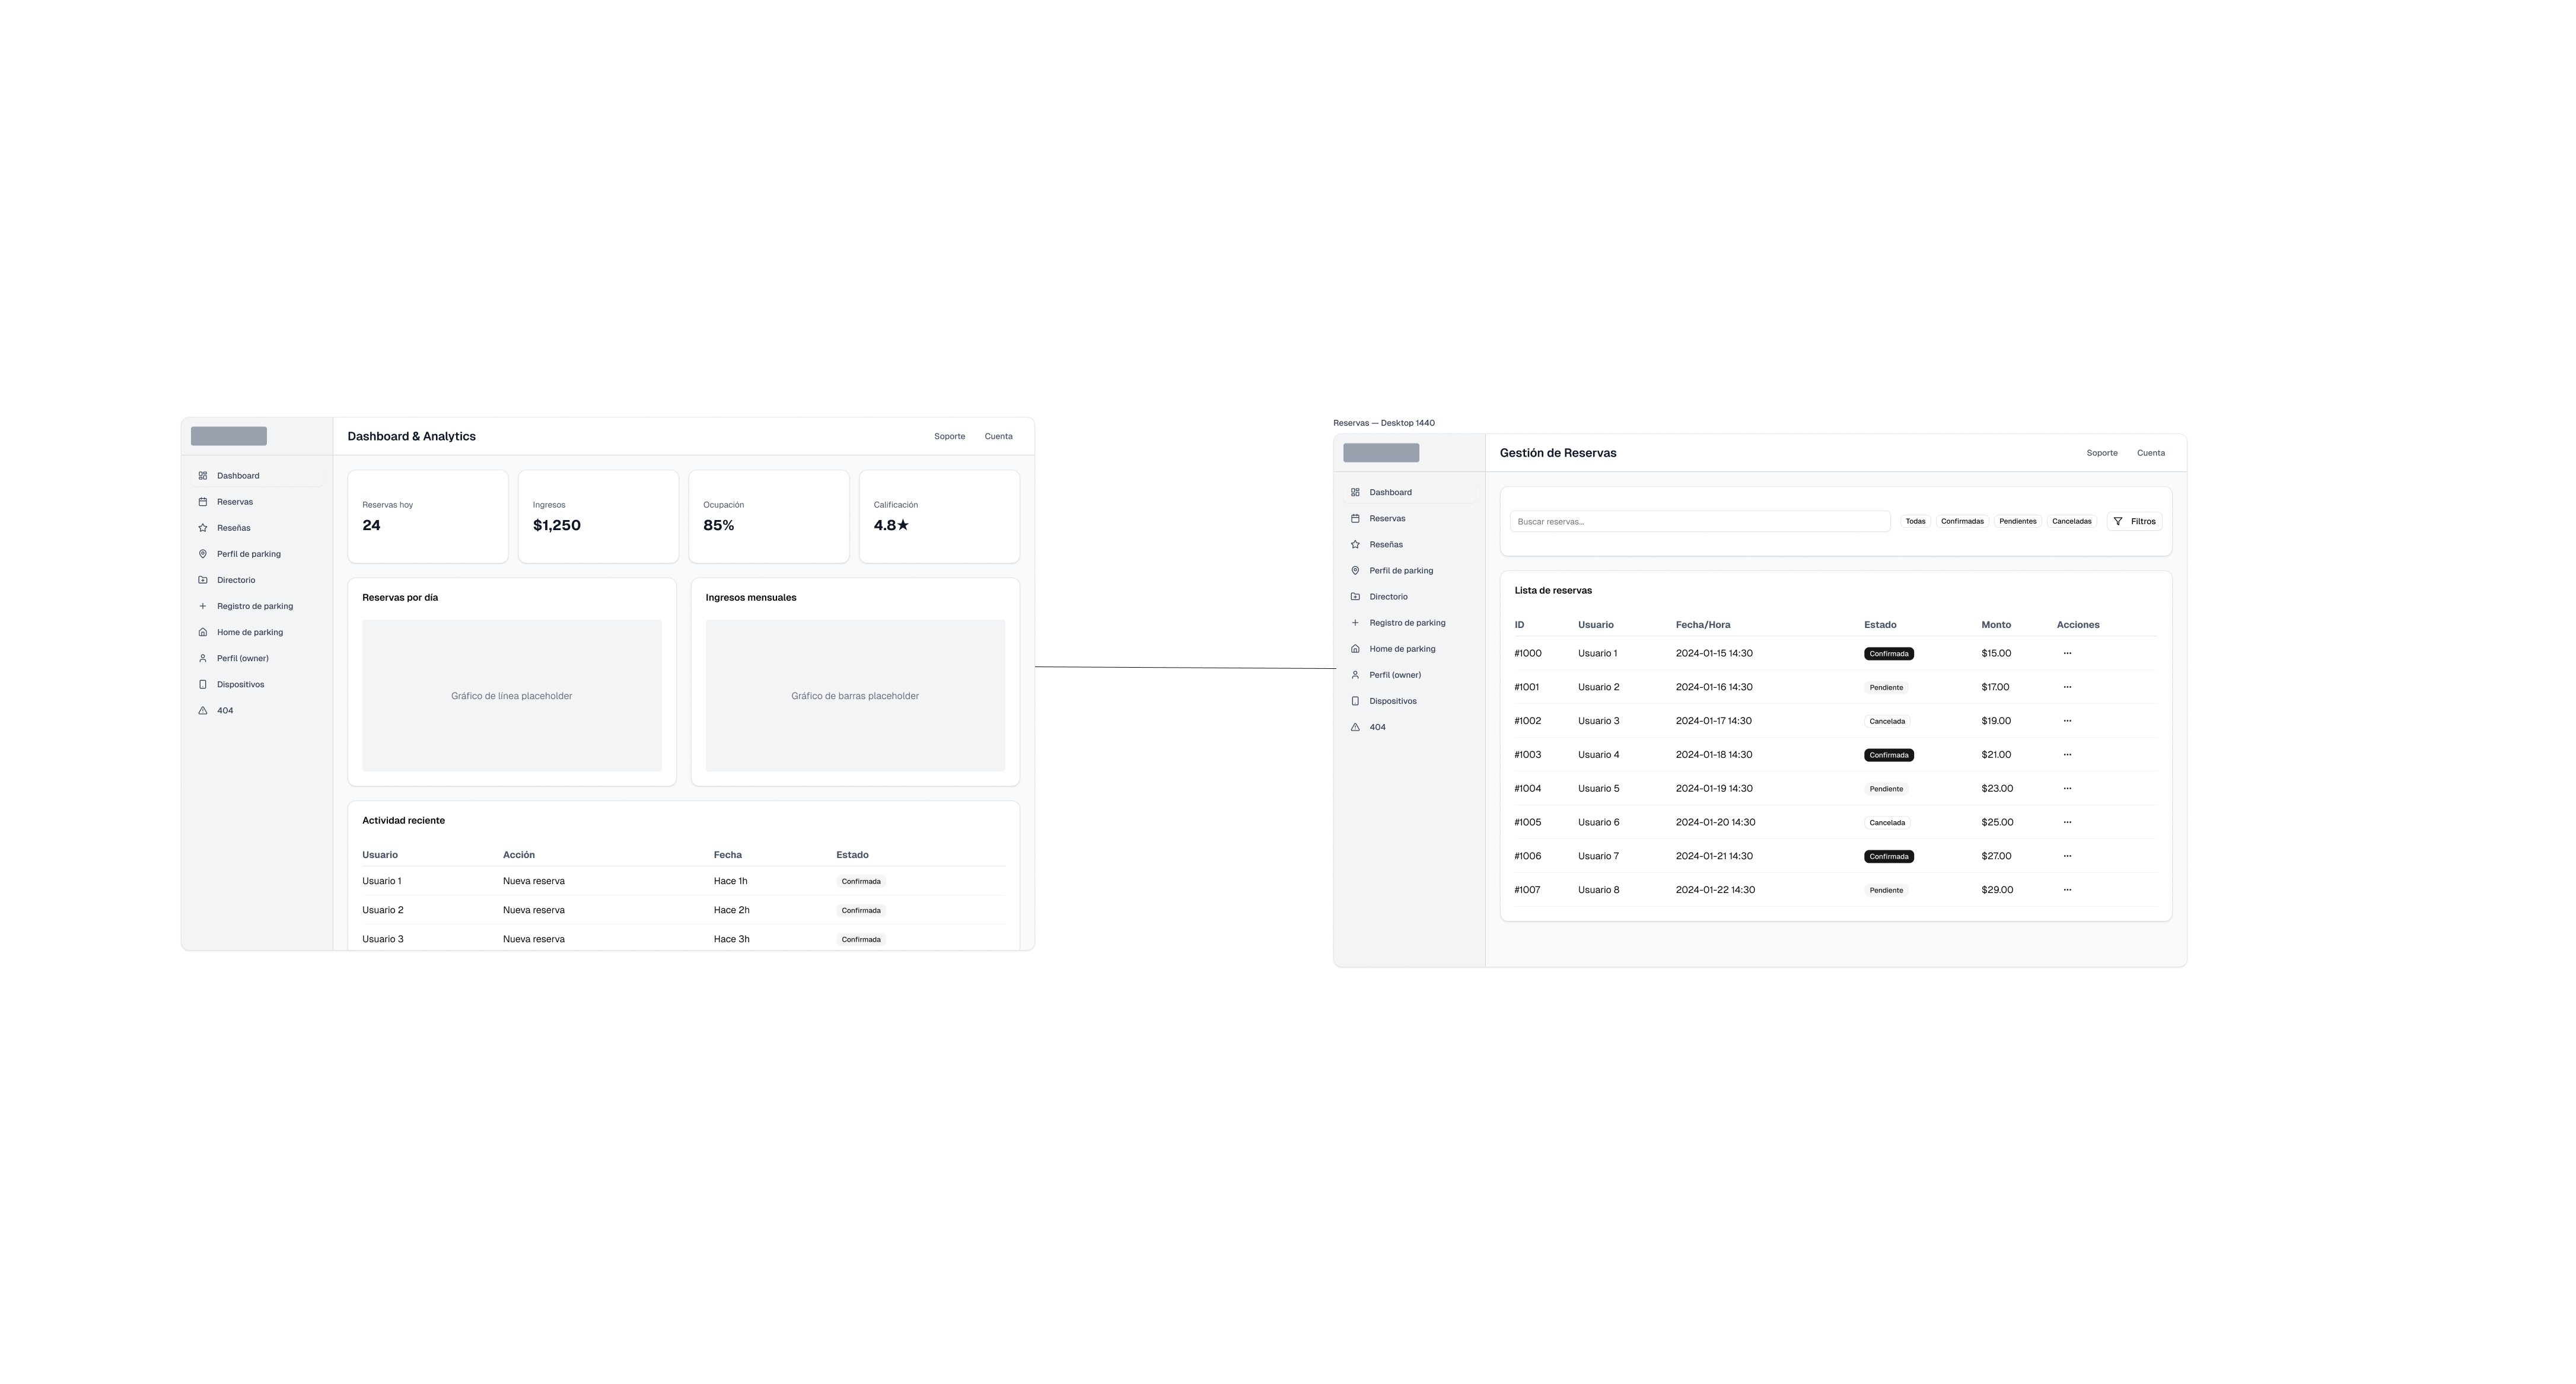 Dashboard & Analytics
Soporte Cuenta
Dashboard
Reservas
Reseñas
Perfil de parking
Directorio
Registro de parking
Home de parking
Perfil (owner)
Dispositivos
404
Reservas hoy
24
Ingresos
$1,250
Ocupación
85%
Calificación
4.8★
Reservas por día
Gráfico de línea placeholder
Ingresos mensuales
Gráfico de barras placeholder
Actividad reciente
Usuario Acción Fecha Estado
Usuario 1 Nueva reserva Hace 1h Confirmada
Usuario 2 Nueva reserva Hace 2h Confirmada
Usuario 3 Nueva reserva Hace 3h Confirmada
Reservas — Desktop 1440
Gestión de Reservas
Soporte Cuenta
Dashboard
Reservas
Reseñas
Perfil de parking
Directorio
Registro de parking
Home de parking
Perfil (owner)
Dispositivos
404
Buscar reservas... Todas Confirmadas Pendientes Canceladas Filtros
Lista de reservas
ID Usuario Fecha/Hora Estado Monto Acciones
#1000 Usuario 1 2024-01-15 14:30 Confirmada $15.00 ···
#1001 Usuario 2 2024-01-16 14:30 Pendiente $17.00 ···
#1002 Usuario 3 2024-01-17 14:30 Cancelada $19.00 ···
#1003 Usuario 4 2024-01-18 14:30 Confirmada $21.00 ···
#1004 Usuario 5 2024-01-19 14:30 Pendiente $23.00 ···
#1005 Usuario 6 2024-01-20 14:30 Cancelada $25.00 ···
#1006 Usuario 7 2024-01-21 14:30 Confirmada $27.00 ···
#1007 Usuario 8 2024-01-22 14:30 Pendiente $29.00 ···